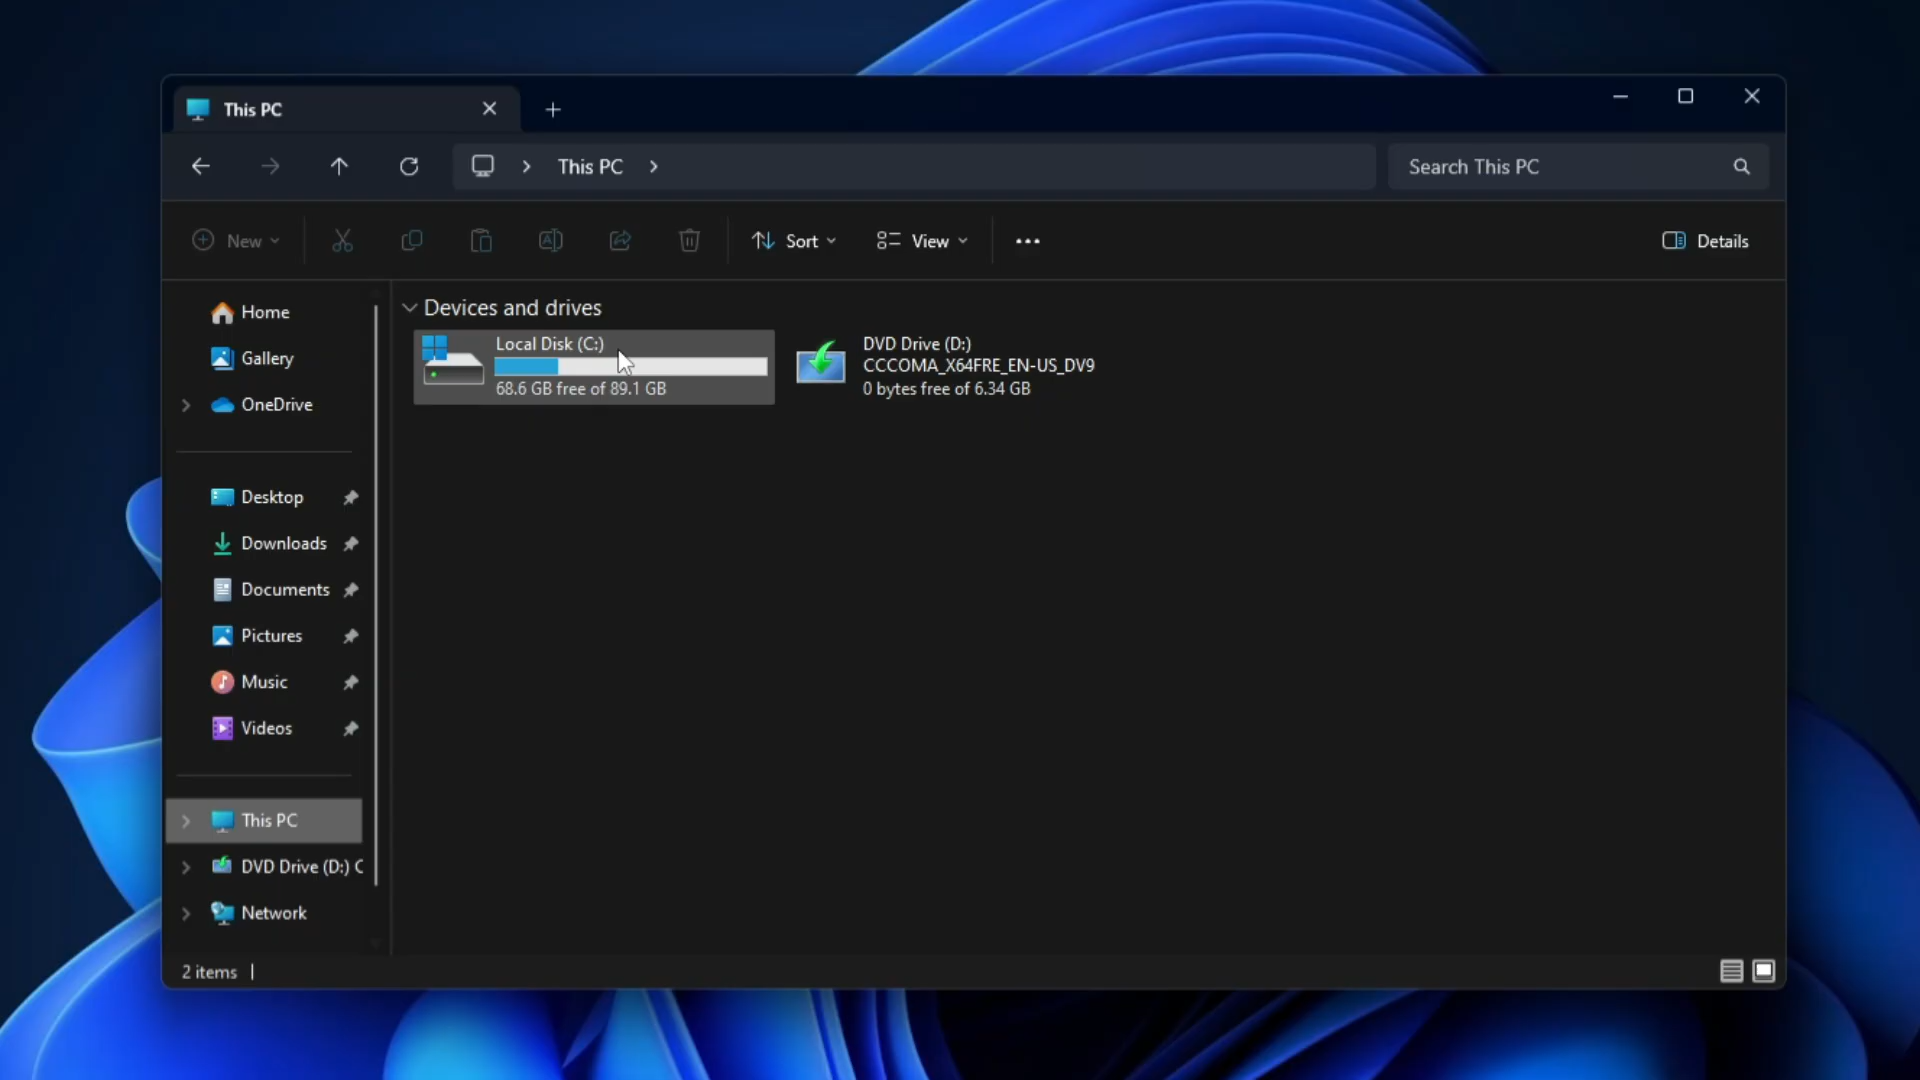 This PC
This PC
Search This PC
New
Sort
View
Details
Home
Gallery
OneDrive
Desktop
Downloads
Documents
Pictures
Music
Videos
This PC
DVD Drive (D:) C
Network
Devices and drives
Local Disk (C:)
68.6 GB free of 89.1 GB
DVD Drive (D:)
CCCOMA_X64FRE_EN-US_DV9
0 bytes free of 6.34 GB
2 items